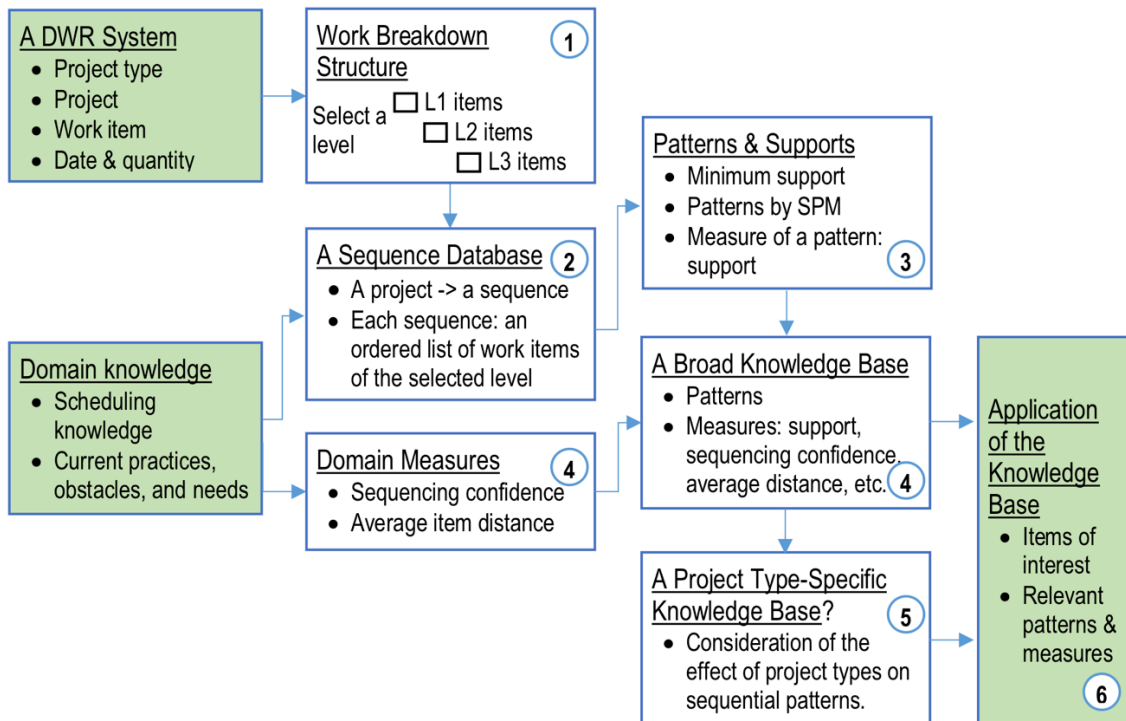 A DWR System
• Project type
• Project
• Work item
• Date & quantity
Work Breakdown
Structure
1
Select a
level
L1 items
L2 items
L3 items
Patterns & Supports
• Minimum support
• Patterns by SPM
• Measure of a pattern:
support
3
A Sequence Database
2
• A project -> a sequence
• Each sequence: an
ordered list of work items
of the selected level
Domain knowledge
• Scheduling
knowledge
• Current practices,
obstacles, and needs
Domain Measures
4
• Sequencing confidence
• Average item distance
A Broad Knowledge Base
• Patterns
• Measures: support,
sequencing confidence,
average distance, etc.
4
A Project Type-Specific
Knowledge Base?
5
• Consideration of the
effect of project types on
sequential patterns.
Application
of the
Knowledge
Base
• Items of
interest
• Relevant
patterns &
measures
6